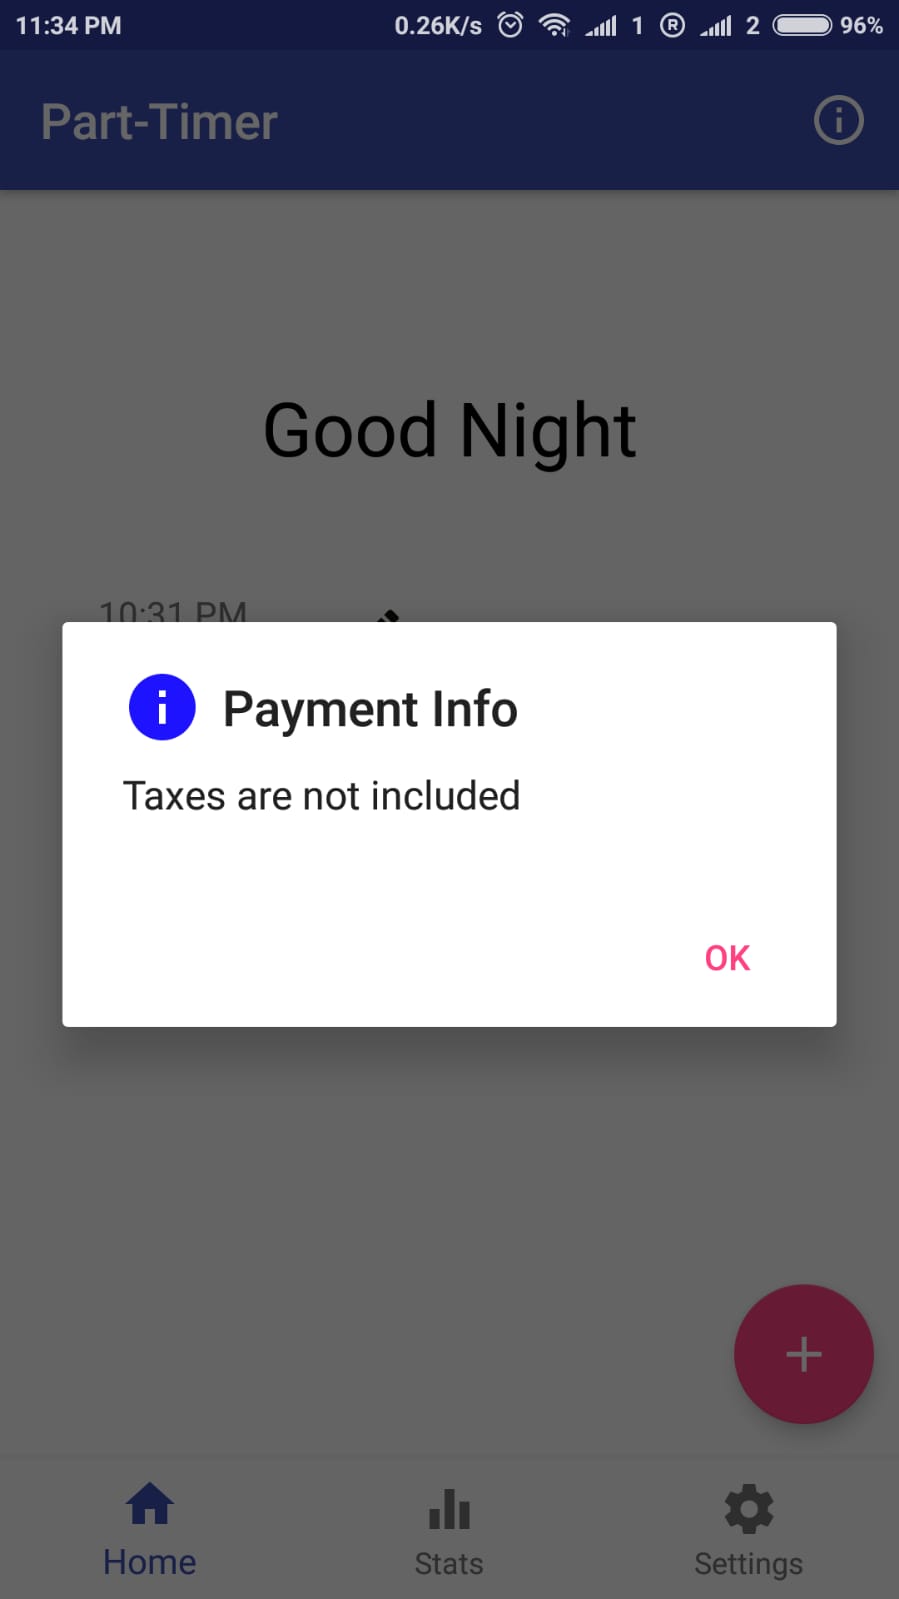 11:34 PM 0.26K/s 1 R 2 96%
Part-Timer
Good Night
10:31 PM
Payment Info
Taxes are not included
OK
Home Stats Settings